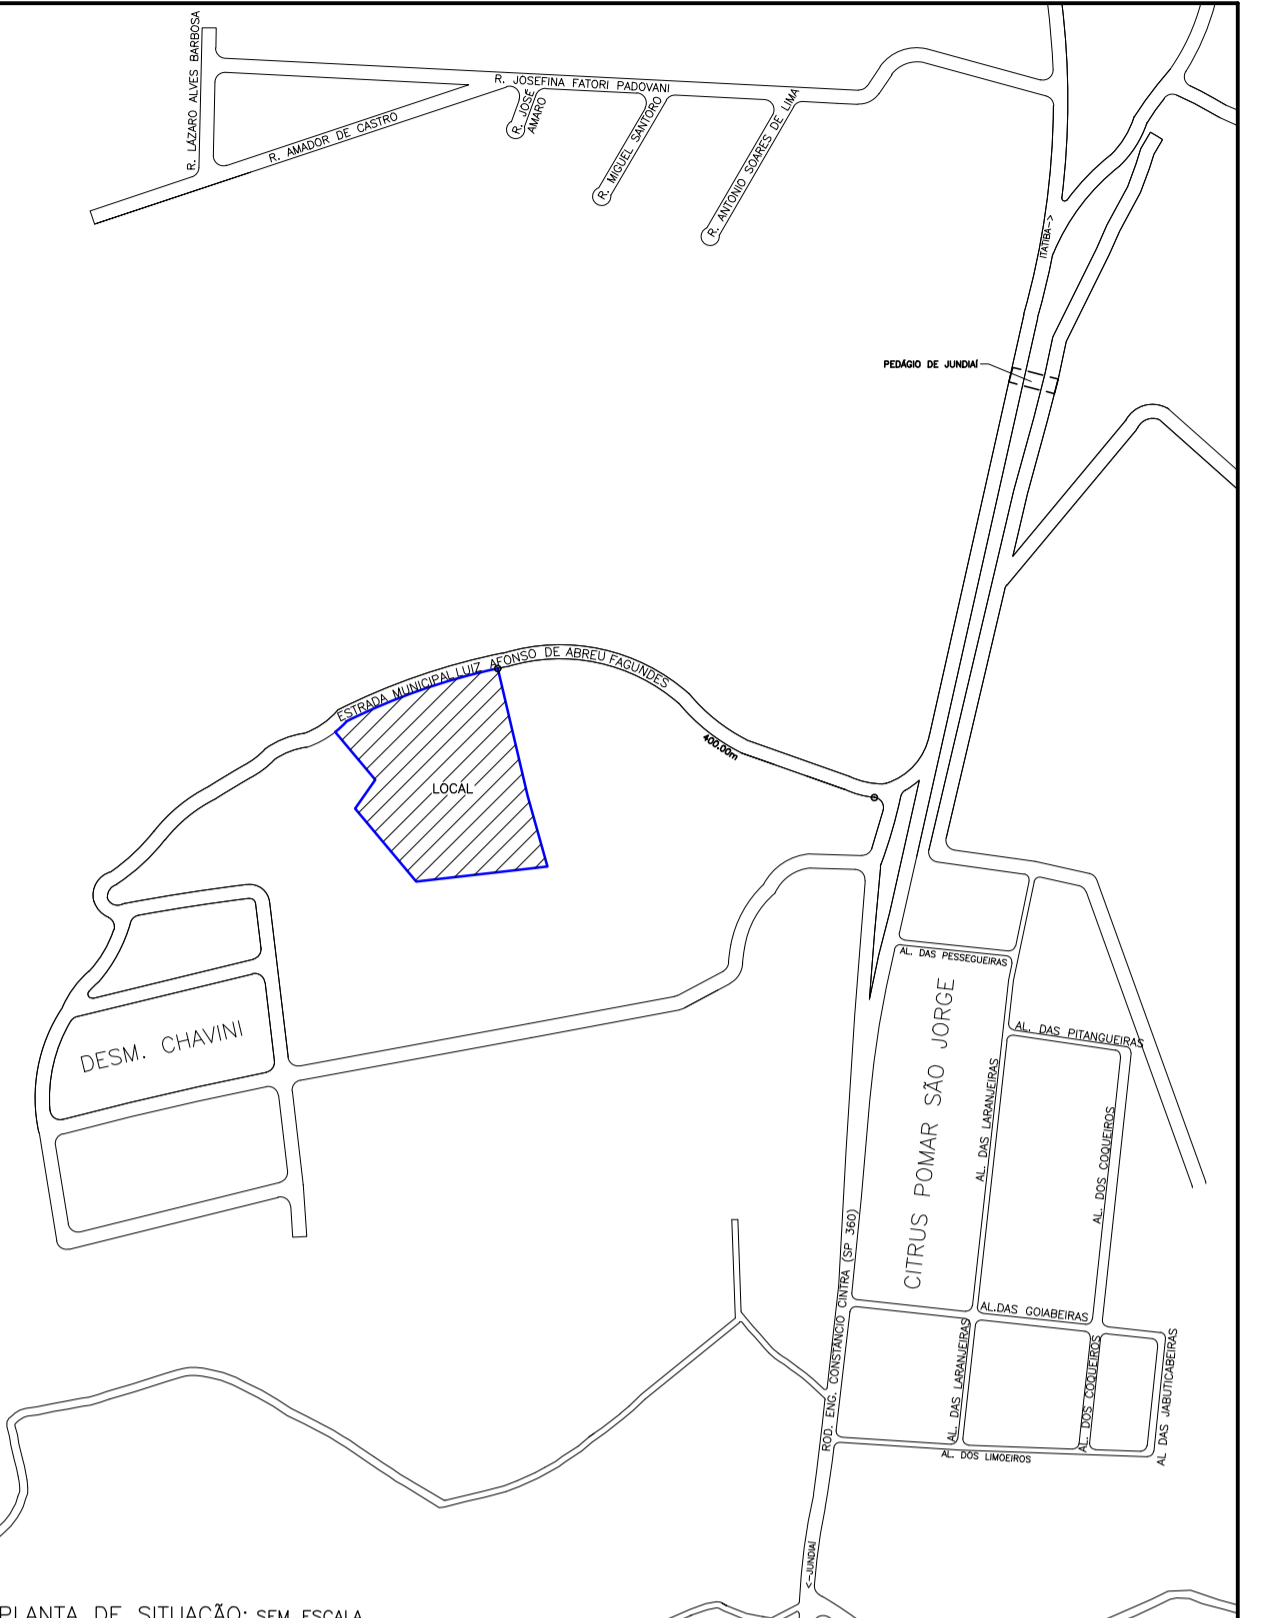 R. LÁZARO ALVES BARBOSA
R. JOSEFINA FATORI PADOVANI
R. AMADOR DE CASTRO
R. JOSÉ
AMARO
R. MIGUEL SANTORO
R. ANTONIO SOARES DE LIMA
ITATIBA->
PEDÁGIO DE JUNDIAÍ
ESTRADA MUNICIPAL LUIZ AFONSO DE ABREU FAGUNDES
400.00m
LOCAL
AL. DAS PESSEGUEIRAS
DESM. CHAVINI
CITRUS POMAR SÃO JORGE
AL. DAS PITANGUEIRAS
AL. DAS LARANJEIRAS
AL. DOS COQUEIROS
ROD. ENG. CONSTÂNCIO CINTRA (SP 360)
AL.DAS GOIABEIRAS
AL. DAS LARANJEIRAS
AL. DOS COQUEIROS
AL DAS JABUTICABEIRAS
AL. DOS LIMOEIROS
<-JUNDIAÍ
PLANTA DE SITUAÇÃO: SEM ESCALA